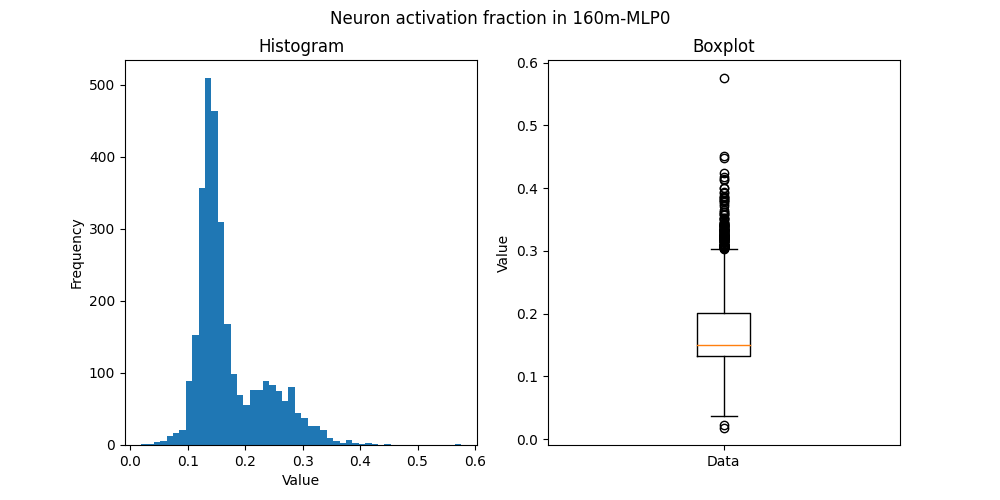 Neuron activation fraction in 160m-MLP0
Histogram
Frequency
500
400
300
200
100
0
0.0 0.1 0.2 0.3 0.4 0.5 0.6
Value
Boxplot
Value
0.6
0.5
0.4
0.3
0.2
0.1
0.0
Data